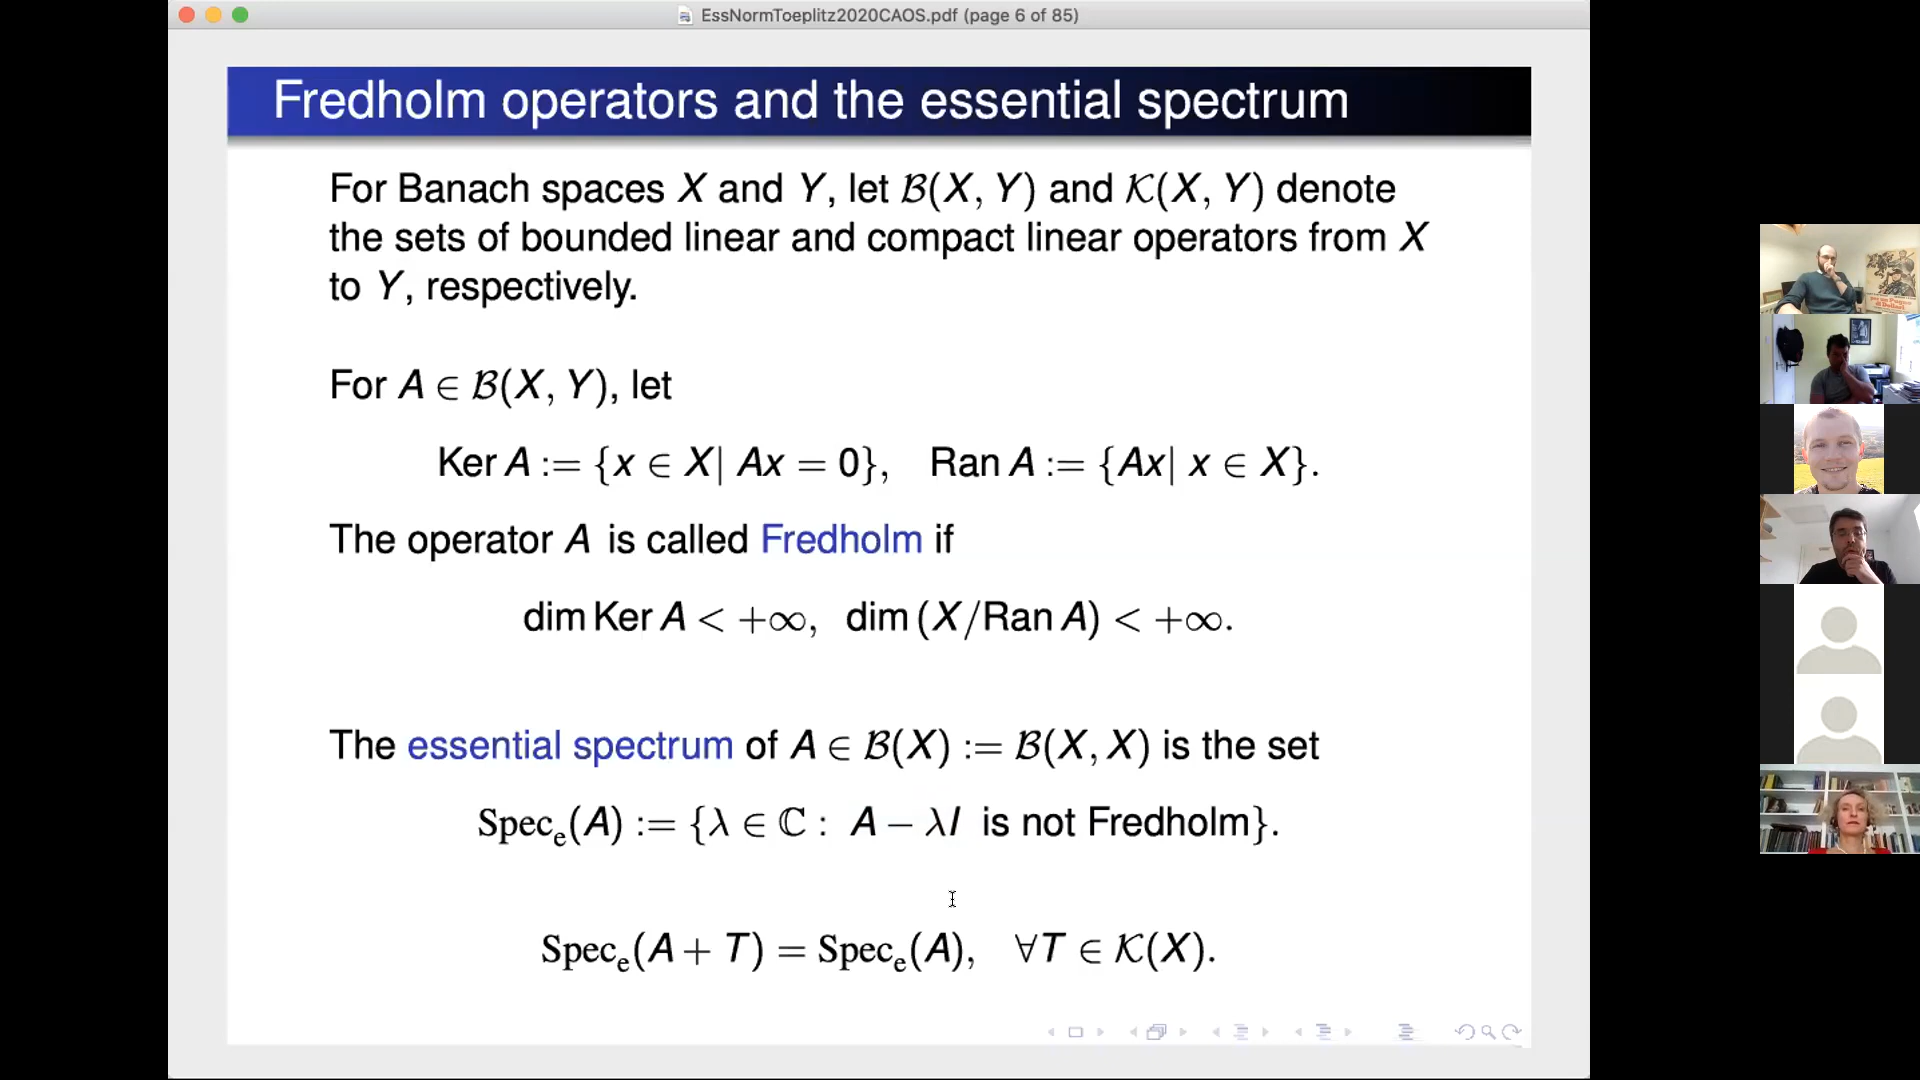 EssNormToeplitz2020CAOS.pdf (page 6 of 85)
Fredholm operators and the essential spectrum
For Banach spaces X and Y, let ℬ(X, Y) and 𝒦(X, Y) denote
the sets of bounded linear and compact linear operators from X
to Y, respectively.
For A ∈ ℬ(X, Y), let
Ker A := {x ∈ X| Ax = 0}, Ran A := {Ax| x ∈ X}.
The operator A is called Fredholm if
dim Ker A < +∞, dim (X/Ran A) < +∞.
The essential spectrum of A ∈ ℬ(X) := ℬ(X, X) is the set
Specₑ(A) := {λ ∈ ℂ : A − λI is not Fredholm}.
Specₑ(A + T) = Specₑ(A), ∀T ∈ 𝒦(X).